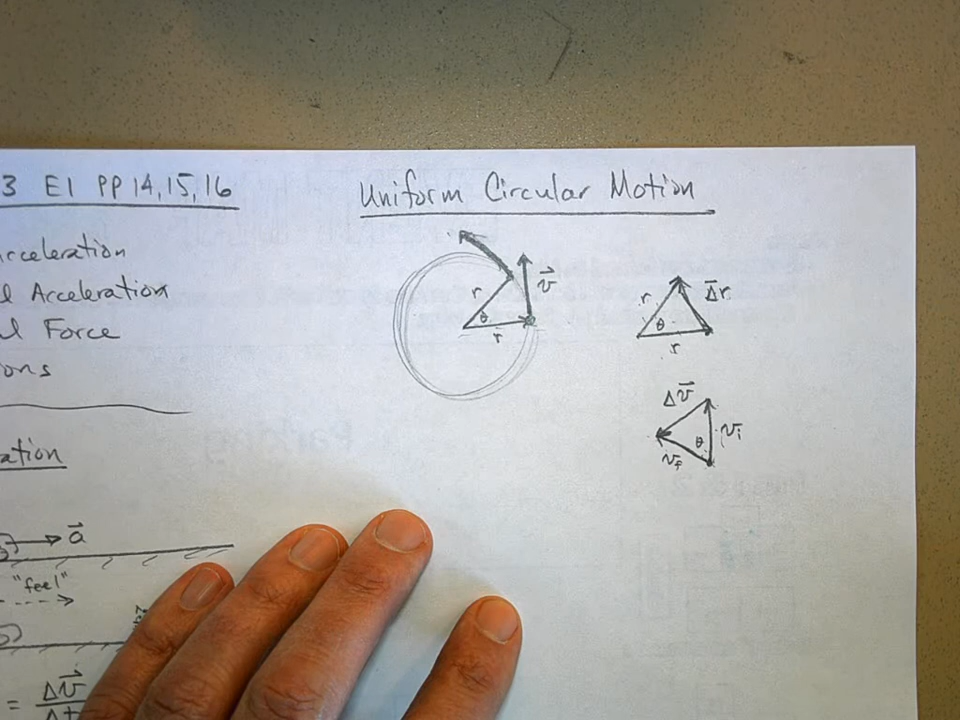 3 E1 PP 14,15,16
cceleration
l Acceleration
l Force
ons
ation
a
"feel"
= Δv
Δt
Uniform Circular Motion
v
r
θ
r
r
Δr
θ
r
Δv
vi
θ
vf